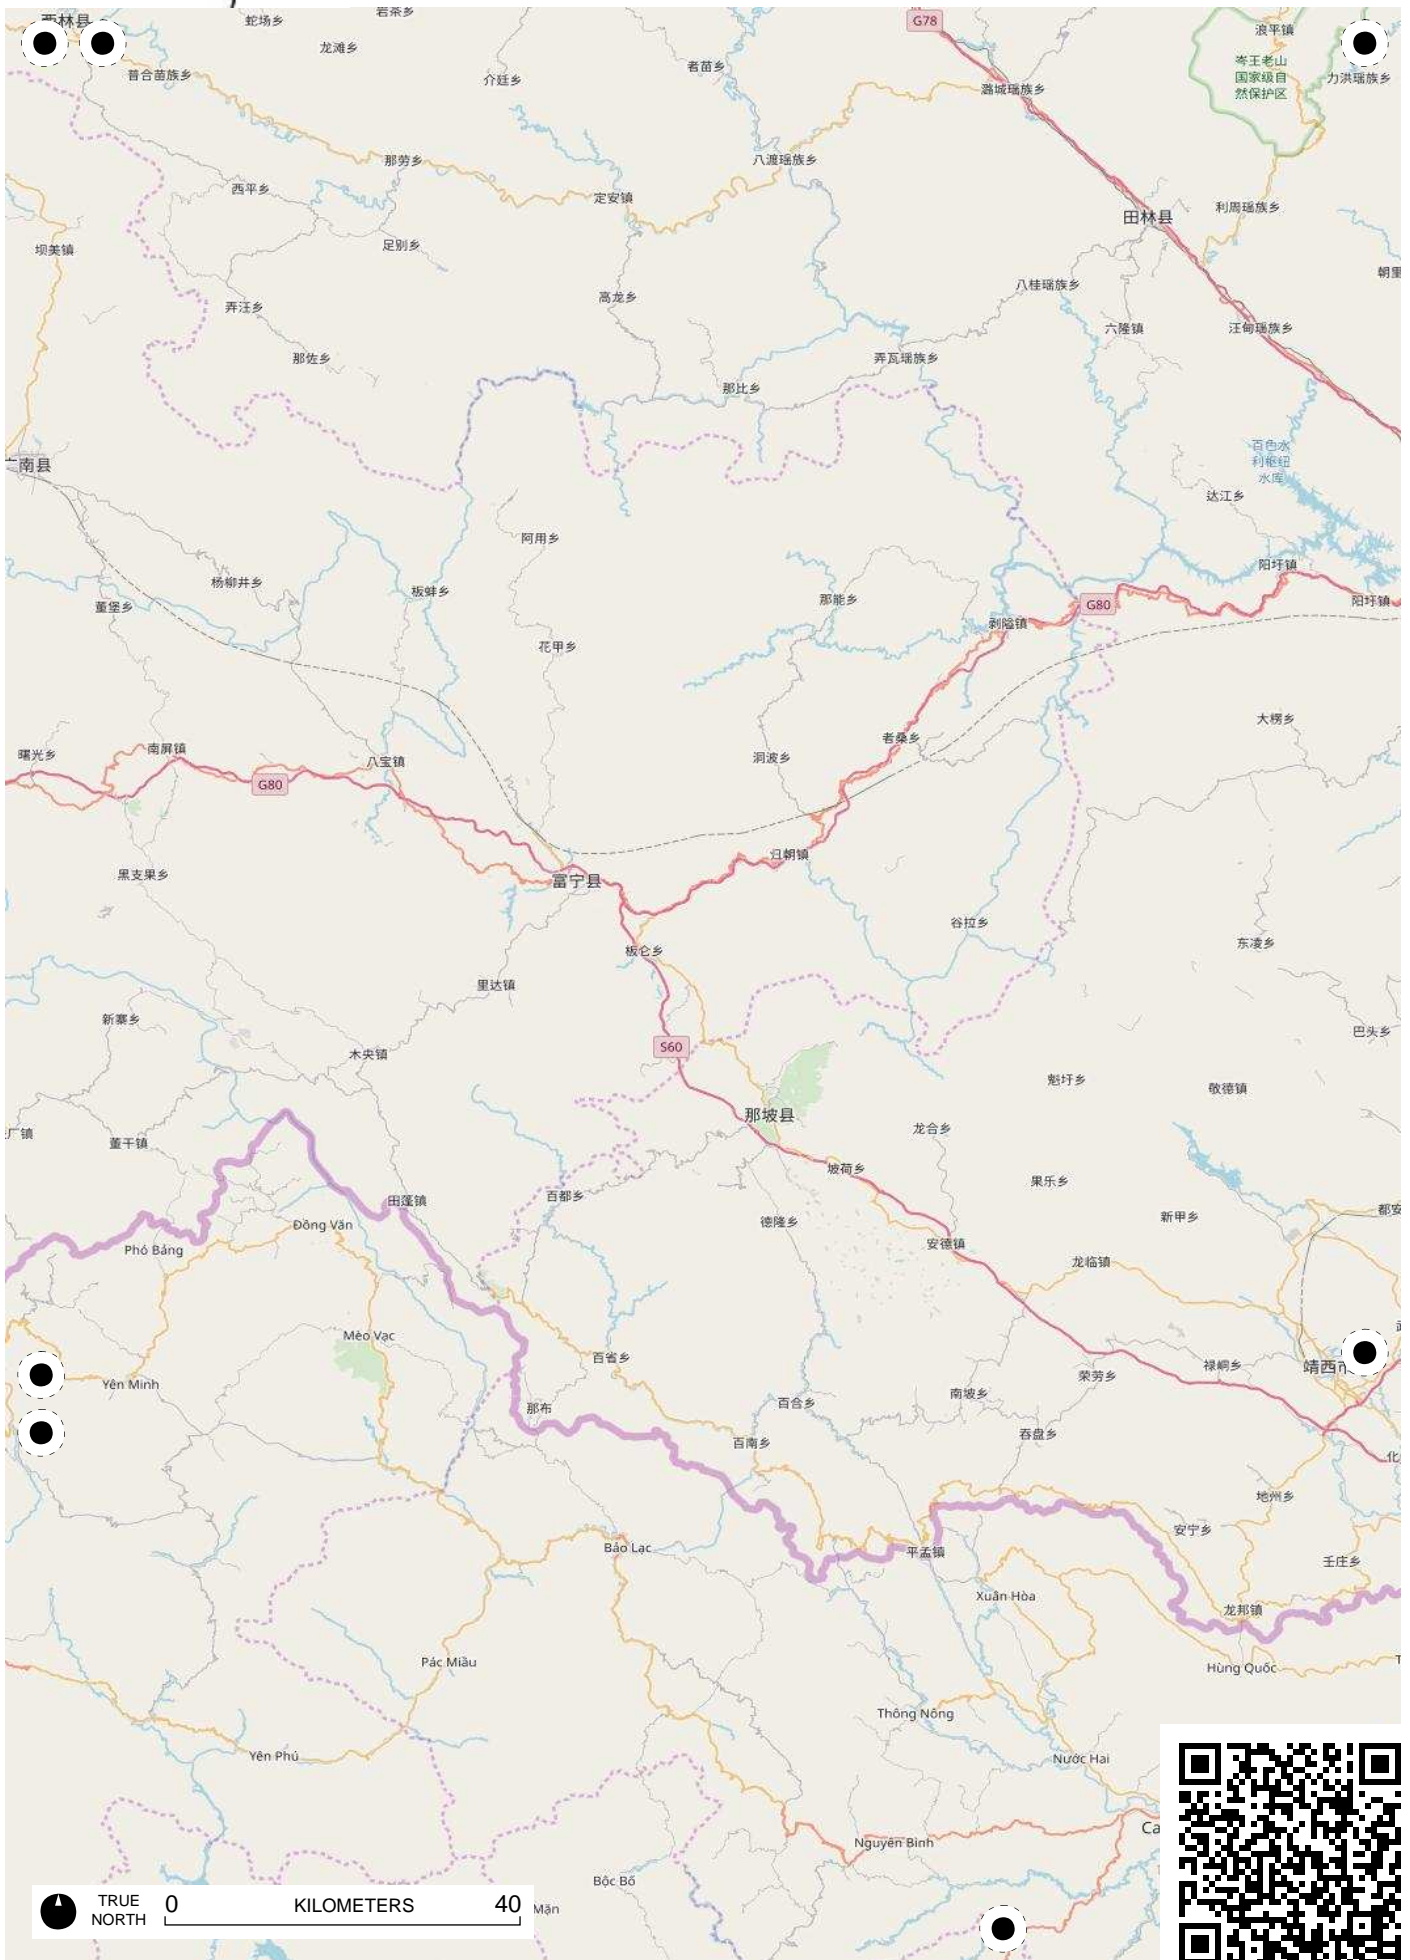 西林县
蛇场乡
岩茶乡
G78
浪平镇
龙滩乡
普合苗族乡
介廷乡
者苗乡
潞城瑶族乡
岑王老山
国家级自
然保护区
力洪瑶族乡
那劳乡
八渡瑶族乡
西平乡
定安镇
田林县
利周瑶族乡
坝美镇
足别乡
朝里
弄汪乡
高龙乡
八桂瑶族乡
六隆镇
汪甸瑶族乡
那佐乡
弄瓦瑶族乡
那比乡
南县
百色水
利枢纽
水库
达江乡
阿用乡
杨柳井乡
板蚌乡
阳圩镇
董堡乡
那能乡
G80
阳圩镇
剥隘镇
花甲乡
大楞乡
曙光乡
南屏镇
八宝镇
洞波乡
者桑乡
G80
黑支果乡
富宁县
归朝镇
谷拉乡
东凌乡
板仑乡
里达镇
新寨乡
巴头乡
木央镇
S60
魁圩乡
敬德镇
厂镇
董干镇
那坡县
龙合乡
坡荷乡
果乐乡
田蓬镇
百都乡
Đồng Văn
德隆乡
新甲乡
都安
Phó Bảng
安德镇
龙临镇
Mèo Vạc
百省乡
禄峒乡
靖西市
Yên Minh
荣劳乡
南坡乡
那布
百合乡
吞盘乡
百南乡
化
地州乡
安宁乡
Bảo Lạc
平孟镇
壬庄乡
Xuân Hòa
龙邦镇
Pác Miầu
Hùng Quốc
Thông Nông
Yên Phú
Nước Hai
Ca
Nguyên Bình
Bộc Bố
Mặn
TRUE
NORTH
0 KILOMETERS 40